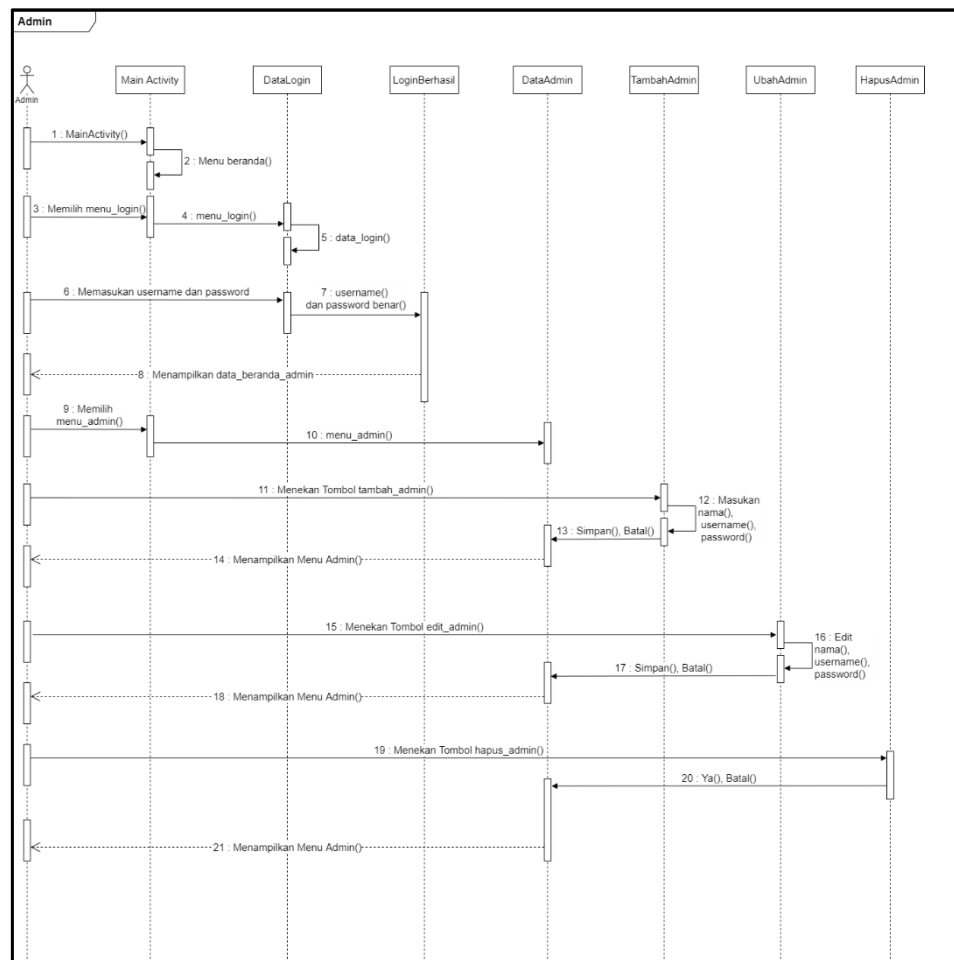 Admin
Admin
Main Activity
DataLogin
LoginBerhasil
DataAdmin
TambahAdmin
UbahAdmin
HapusAdmin
1 : MainActivity()
2 : Menu beranda()
3 : Memilih menu_login()
4 : menu_login()
5 : data_login()
6 : Memasukan username dan password
7 : username()
dan password benar()
8 : Menampilkan data_beranda_admin
9 : Memilih
menu_admin()
10 : menu_admin()
11 : Menekan Tombol tambah_admin()
12 : Masukan
nama(),
username(),
password()
13 : Simpan(), Batal()
14 : Menampilkan Menu Admin()
15 : Menekan Tombol edit_admin()
16 : Edit
nama(),
username(),
password()
17 : Simpan(), Batal()
18 : Menampilkan Menu Admin()
19 : Menekan Tombol hapus_admin()
20 : Ya(), Batal()
21 : Menampilkan Menu Admin()